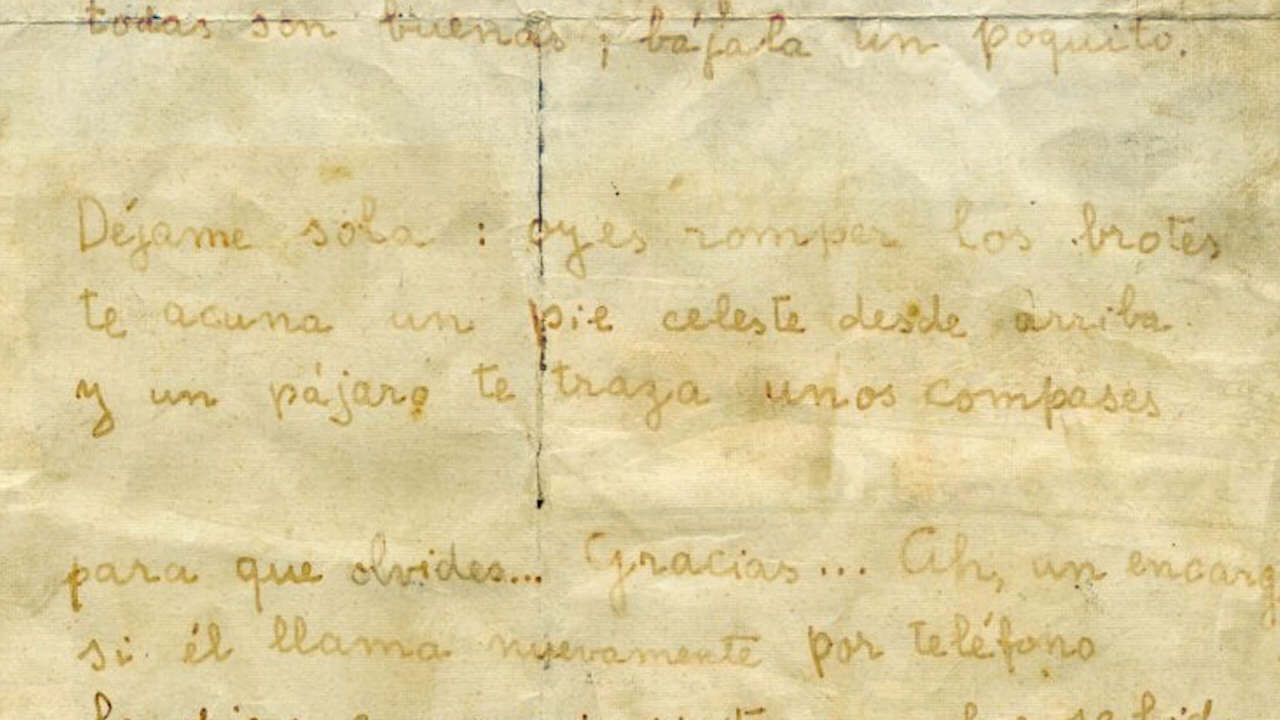 todas son buenas; bájala un poquito.
Déjame sola: oyes romper los brotes
te acuna un pie celeste desde arriba
y un pájaro te traza unos compases
para que olvides... Gracias... Ah, un encarg
si él llama nuevamente por teléfono